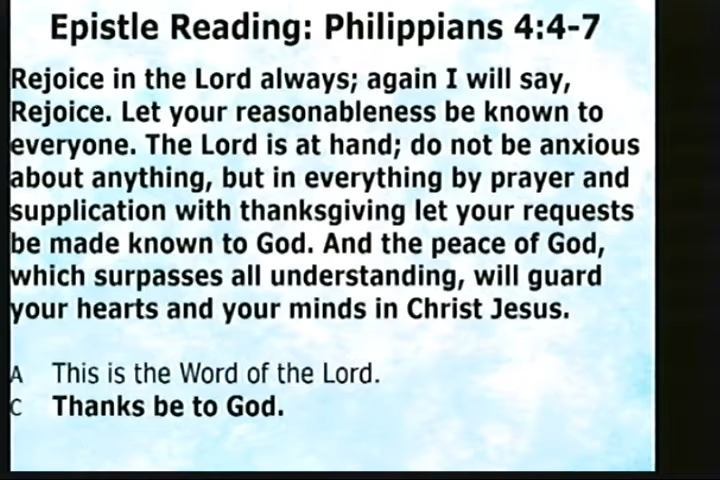 Epistle Reading: Philippians 4:4-7
Rejoice in the Lord always; again I will say,
Rejoice. Let your reasonableness be known to
everyone. The Lord is at hand; do not be anxious
about anything, but in everything by prayer and
supplication with thanksgiving let your requests
be made known to God. And the peace of God,
which surpasses all understanding, will guard
your hearts and your minds in Christ Jesus.
A This is the Word of the Lord.
C Thanks be to God.